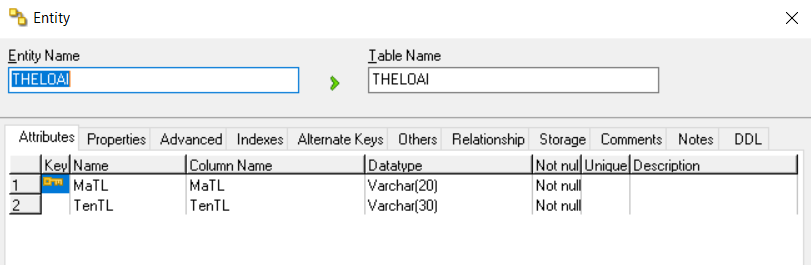 Entity
Entity Name
Table Name
THELOAI
THELOAI
Attributes Properties Advanced Indexes Alternate Keys Others Relationship Storage Comments Notes DDL
Key Name Column Name Datatype Not nul Unique Description
1 MaTL MaTL Varchar(20) Not null
2 TenTL TenTL Varchar(30) Not null